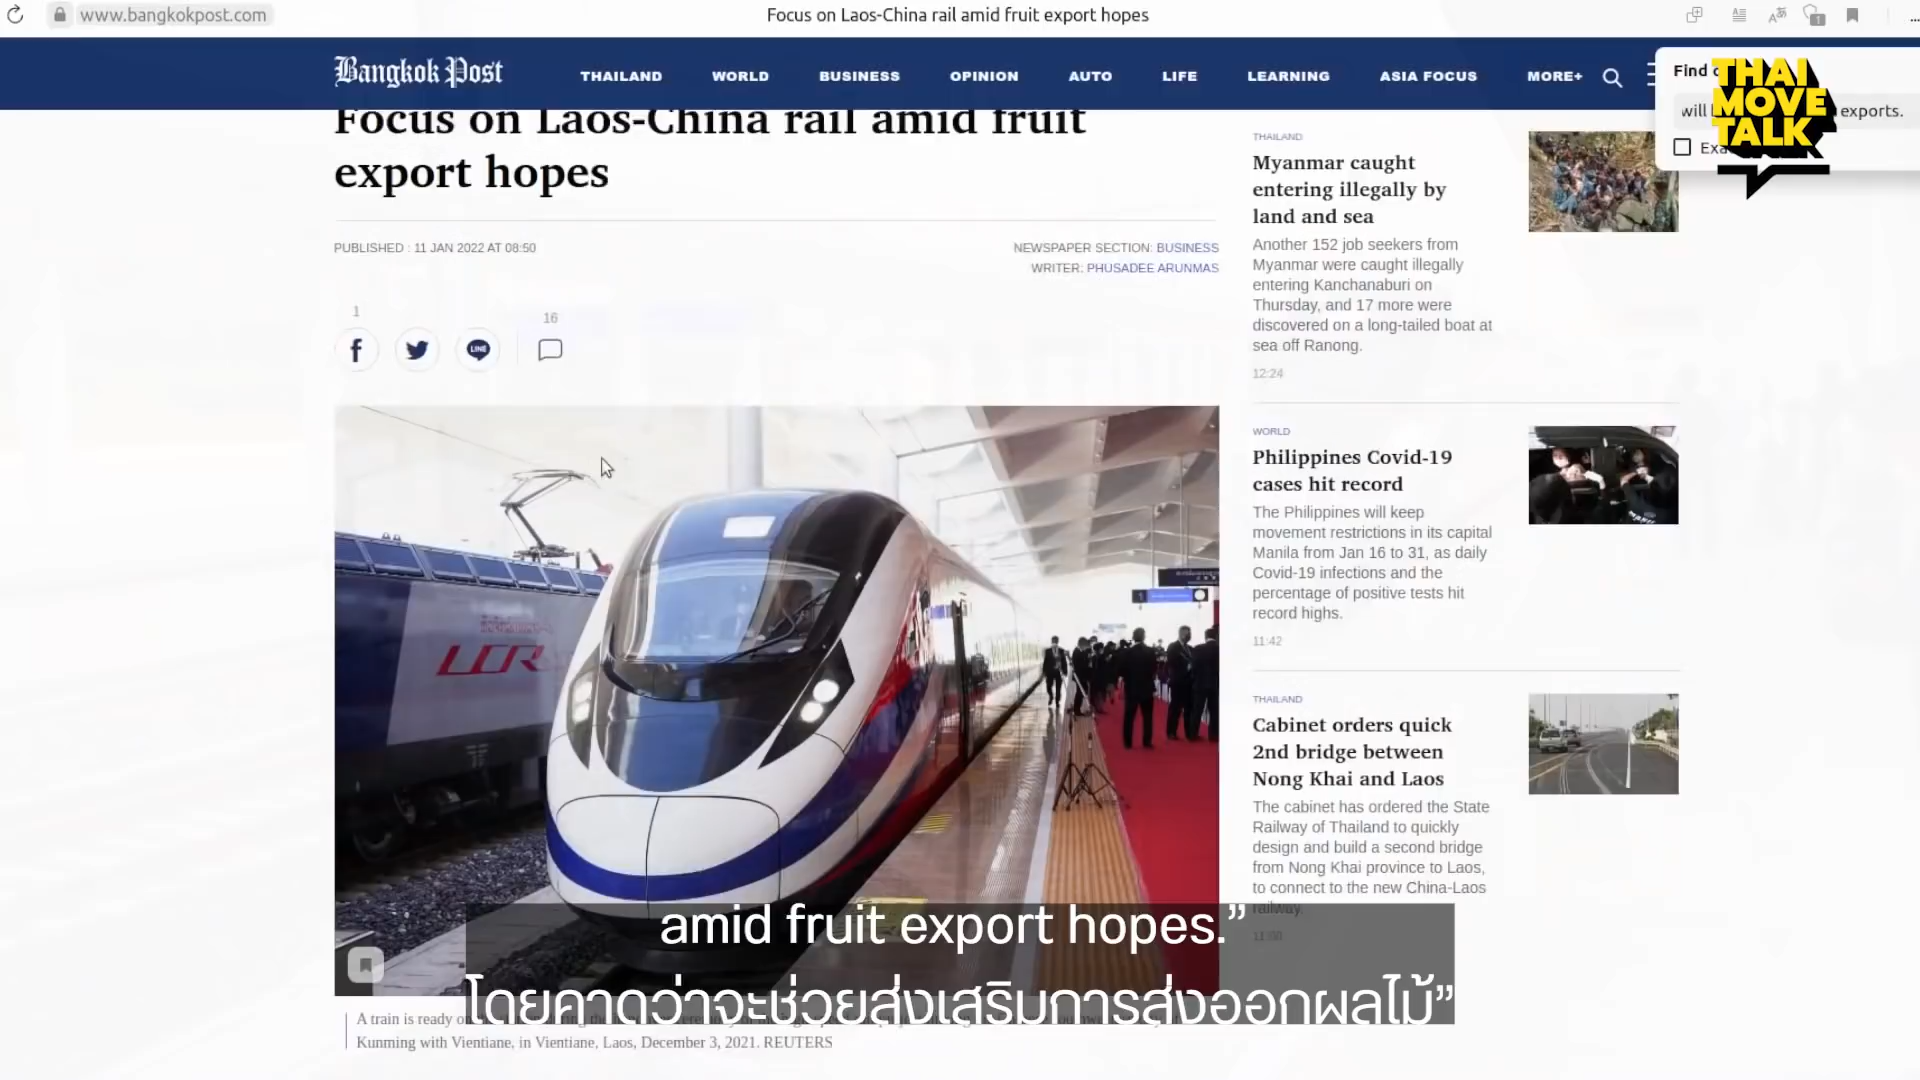 www.bangkokpost.com
Focus on Laos-China rail amid fruit export hopes
Bangkok Post
THAILAND WORLD BUSINESS OPINION AUTO LIFE LEARNING ASIA FOCUS MORE+
Find
will
exports.
THAI
MOVE
TALK
Focus on Laos-China rail amid fruit
export hopes
PUBLISHED : 11 JAN 2022 AT 08:50
NEWSPAPER SECTION: BUSINESS
WRITER: PHUSADEE ARUNMAS
1
16
LINE
LCR
THAILAND
Myanmar caught
entering illegally by
land and sea
Another 152 job seekers from
Myanmar were caught illegally
entering Kanchanaburi on
Thursday, and 17 more were
discovered on a long-tailed boat at
sea off Ranong.
12:24
WORLD
Philippines Covid-19
cases hit record
The Philippines will keep
movement restrictions in its capital
Manila from Jan 16 to 31, as daily
Covid-19 infections and the
percentage of positive tests hit
record highs.
11:42
THAILAND
Cabinet orders quick
2nd bridge between
Nong Khai and Laos
The cabinet has ordered the State
Railway of Thailand to quickly
design and build a second bridge
from Nong Khai province to Laos,
to connect to the new China-Laos
railway.
amid fruit export hopes.”
โดยคาดว่าจะช่วยส่งเสริมการส่งออกผลไม้”
A train is ready
Kunming with Vientiane, in Vientiane, Laos, December 3, 2021. REUTERS